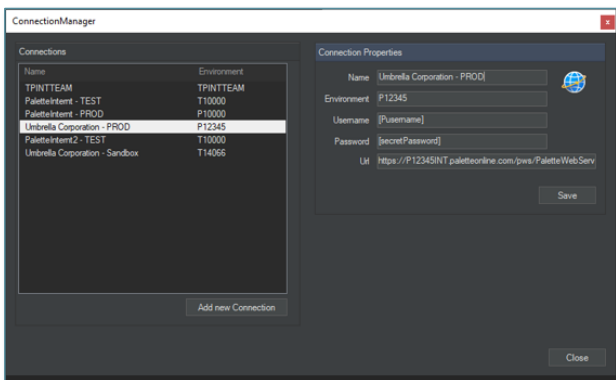 ConnectionManager
x
Connections
Name Environment
TPINTTEAM TPINTTEAM
PaletteInternt - TEST T10000
PaletteInternt - PROD P10000
Umbrella Corporation - PROD P12345
PaletteInternt2 - TEST T10000
Umbrella Corporation - Sandbox T14066
Add new Connection
Connection Properties
Name Umbrella Corporation - PROD
Environment P12345
Username [Pusername]
Password [secretPassword]
Url https://P12345INT.paletteonline.com/pws/PaletteWebServ
Save
Close